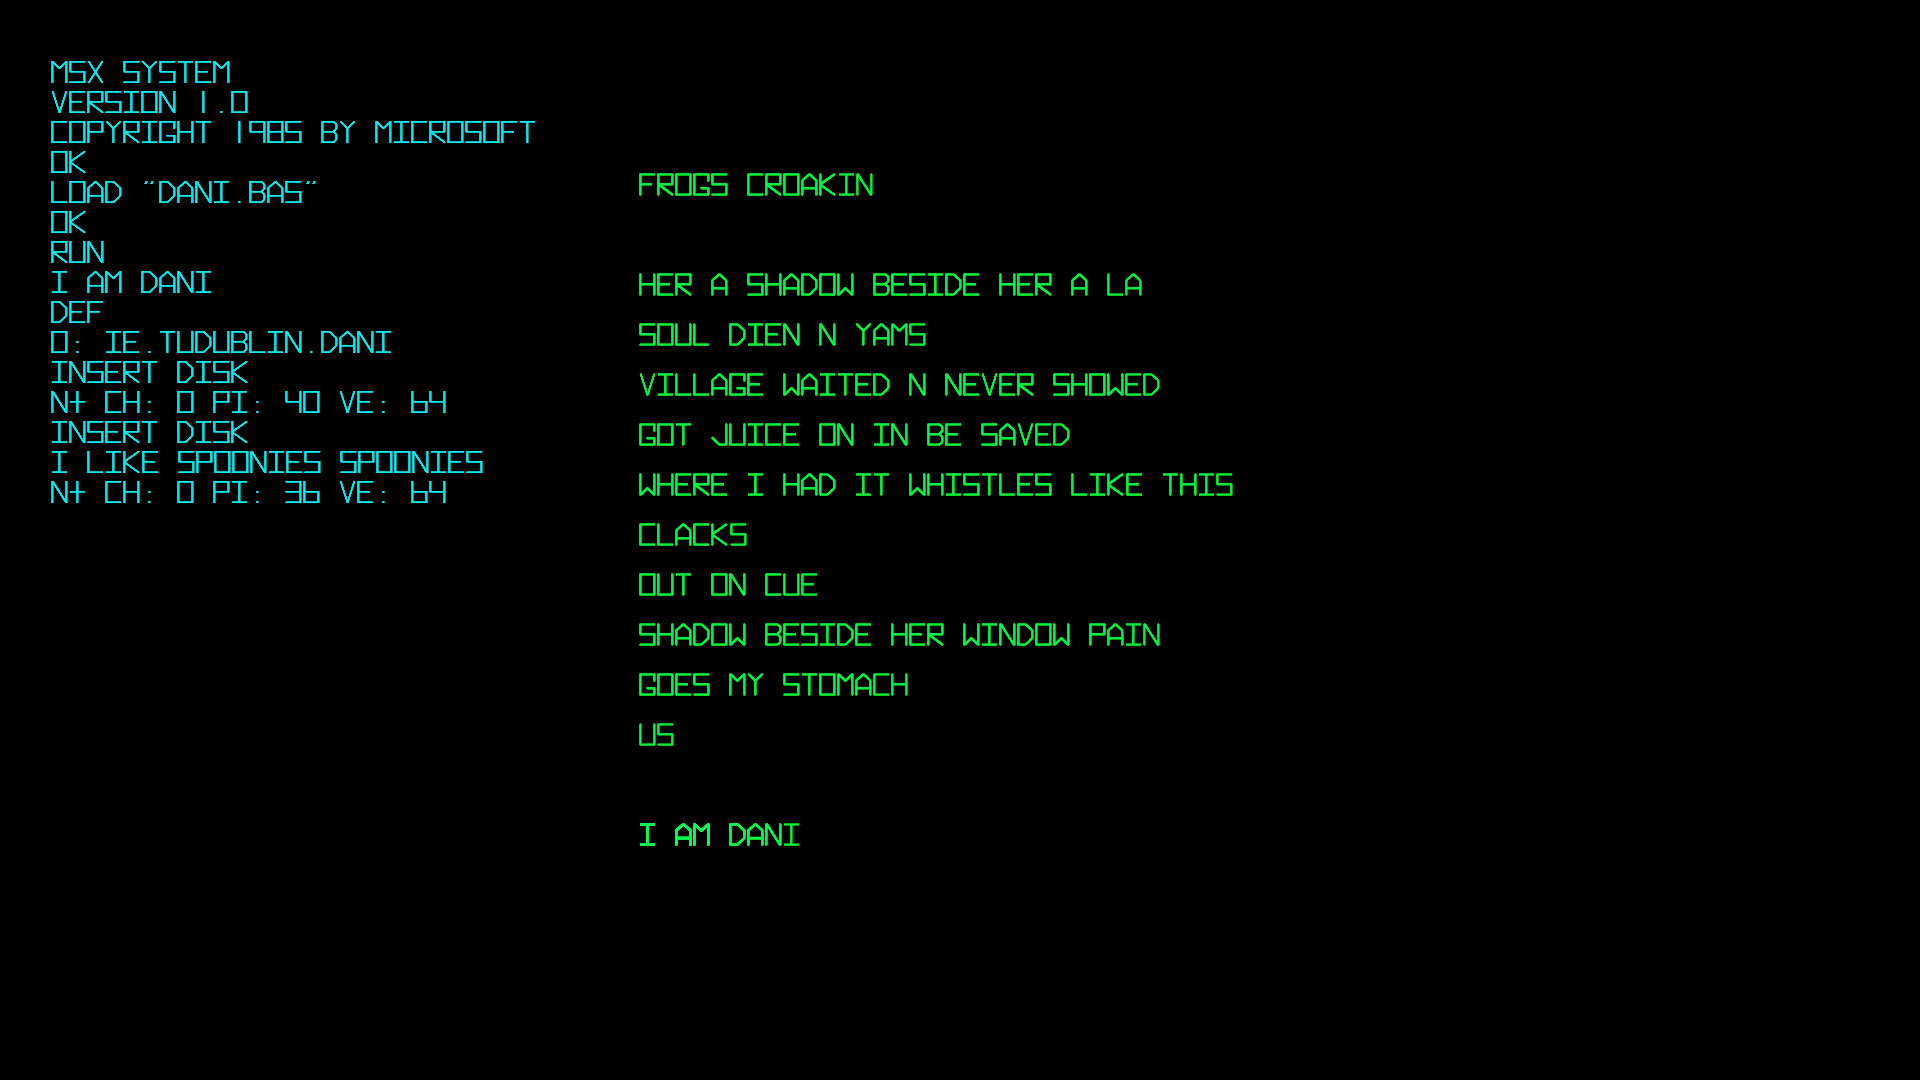 MSX SYSTEM
VERSION 1.0
COPYRIGHT 1985 BY MICROSOFT
OK
LOAD "DANI.BAS"
OK
RUN
I AM DANI
DEF
0: IE.TUDUBLIN.DANI
INSERT DISK
N+ CH: 0 PI: 40 VE: 64
INSERT DISK
I LIKE SPOONIES SPOONIES
N+ CH: 0 PI: 36 VE: 64
FROGS CROAKIN
HER A SHADOW BESIDE HER A LA
SOUL DIEN N YAMS
VILLAGE WAITED N NEVER SHOWED
GOT JUICE ON IN BE SAVED
WHERE I HAD IT WHISTLES LIKE THIS
CLACKS
OUT ON CUE
SHADOW BESIDE HER WINDOW PAIN
GOES MY STOMACH
US
I AM DANI